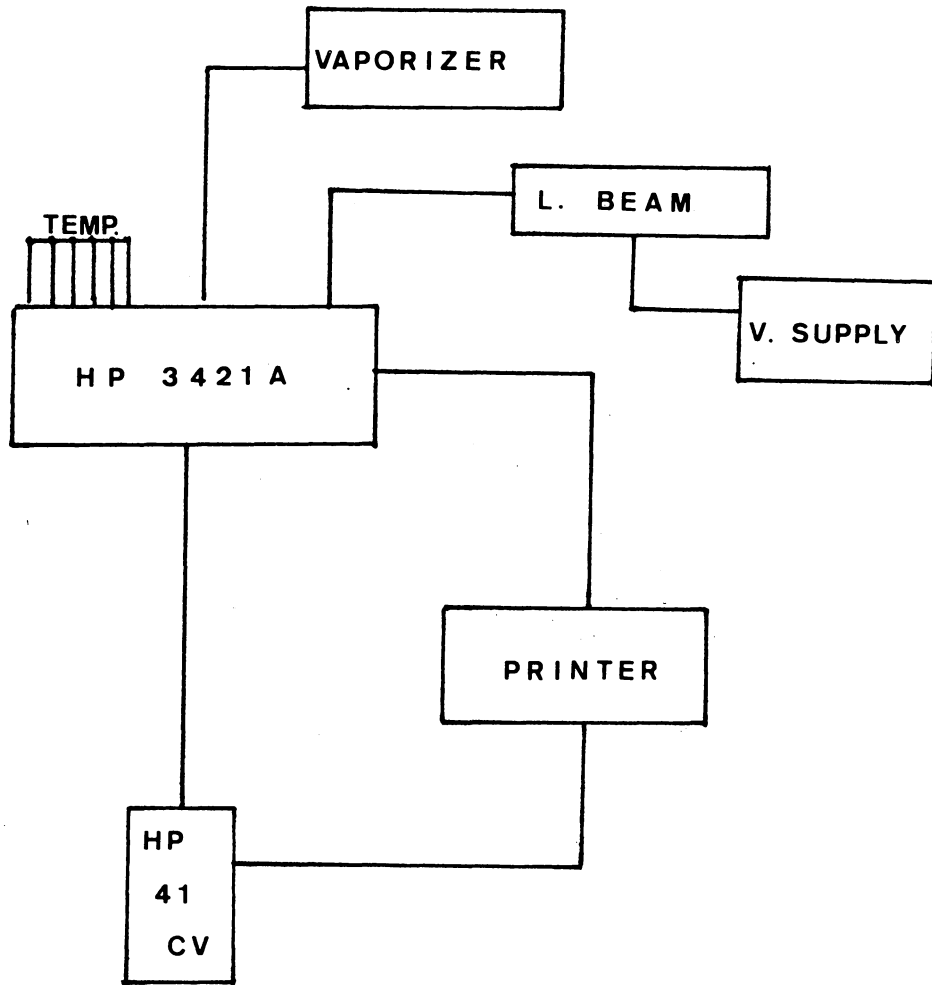 VAPORIZER
L. BEAM
TEMP.
V. SUPPLY
HP 3421A
PRINTER
HP
41
CV